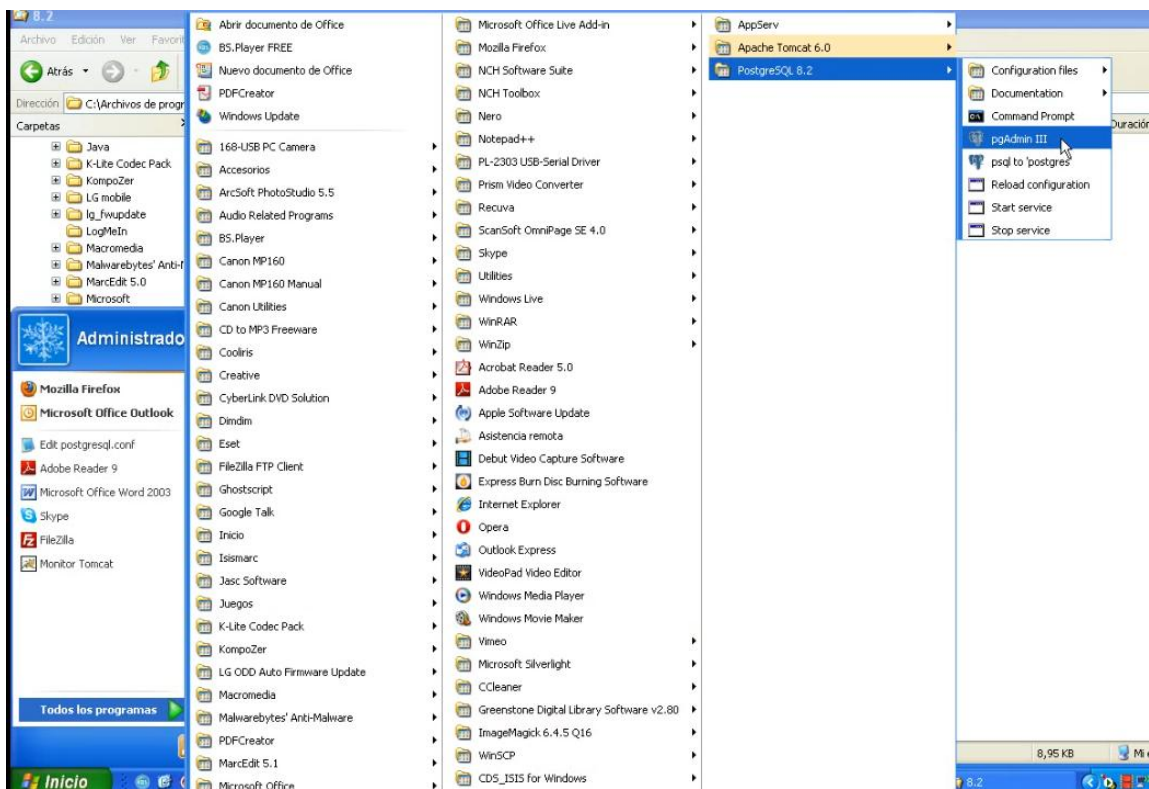 8.2
Archivo Edición Ver Favorit
Atrás
Dirección C:\Archivos de progr
Carpetas
Java
K-Lite Codec Pack
KompoZer
LG mobile
lg_fwupdate
LogMeIn
Macromedia
Malwarebytes' Anti-
MarcEdit 5.0
Microsoft
Administrado
Mozilla Firefox
Microsoft Office Outlook
Edit postgresql.conf
Adobe Reader 9
Microsoft Office Word 2003
Skype
FileZilla
Monitor Tomcat
Todos los programas
Inicio
Abrir documento de Office
BS.Player FREE
Nuevo documento de Office
PDFCreator
Windows Update
168-USB PC Camera
Accesorios
ArcSoft PhotoStudio 5.5
Audio Related Programs
BS.Player
Canon MP160
Canon MP160 Manual
Canon Utilities
CD to MP3 Freeware
Cooliris
Creative
CyberLink DVD Solution
Dimdim
Eset
FileZilla FTP Client
Ghostscript
Google Talk
Inicio
Isismarc
Jasc Software
Juegos
K-Lite Codec Pack
KompoZer
LG ODD Auto Firmware Update
Macromedia
Malwarebytes' Anti-Malware
PDFCreator
MarcEdit 5.1
Microsoft Office
Microsoft Office Live Add-in
Mozilla Firefox
NCH Software Suite
NCH Toolbox
Nero
Notepad++
PL-2303 USB-Serial Driver
Prism Video Converter
Recuva
ScanSoft OmniPage SE 4.0
Skype
Utilities
Windows Live
WinRAR
WinZip
Acrobat Reader 5.0
Adobe Reader 9
Apple Software Update
Asistencia remota
Debut Video Capture Software
Express Burn Disc Burning Software
Internet Explorer
Opera
Outlook Express
VideoPad Video Editor
Windows Media Player
Windows Movie Maker
Vimeo
Microsoft Silverlight
CCleaner
Greenstone Digital Library Software v2.80
ImageMagick 6.4.5 Q16
WinSCP
CDS_ISIS for Windows
AppServ
Apache Tomcat 6.0
PostgreSQL 8.2
Configuration files
Documentation
Command Prompt
pgAdmin III
psql to 'postgres'
Reload configuration
Start service
Stop service
Duración
8,95 KB
Mi
8.2